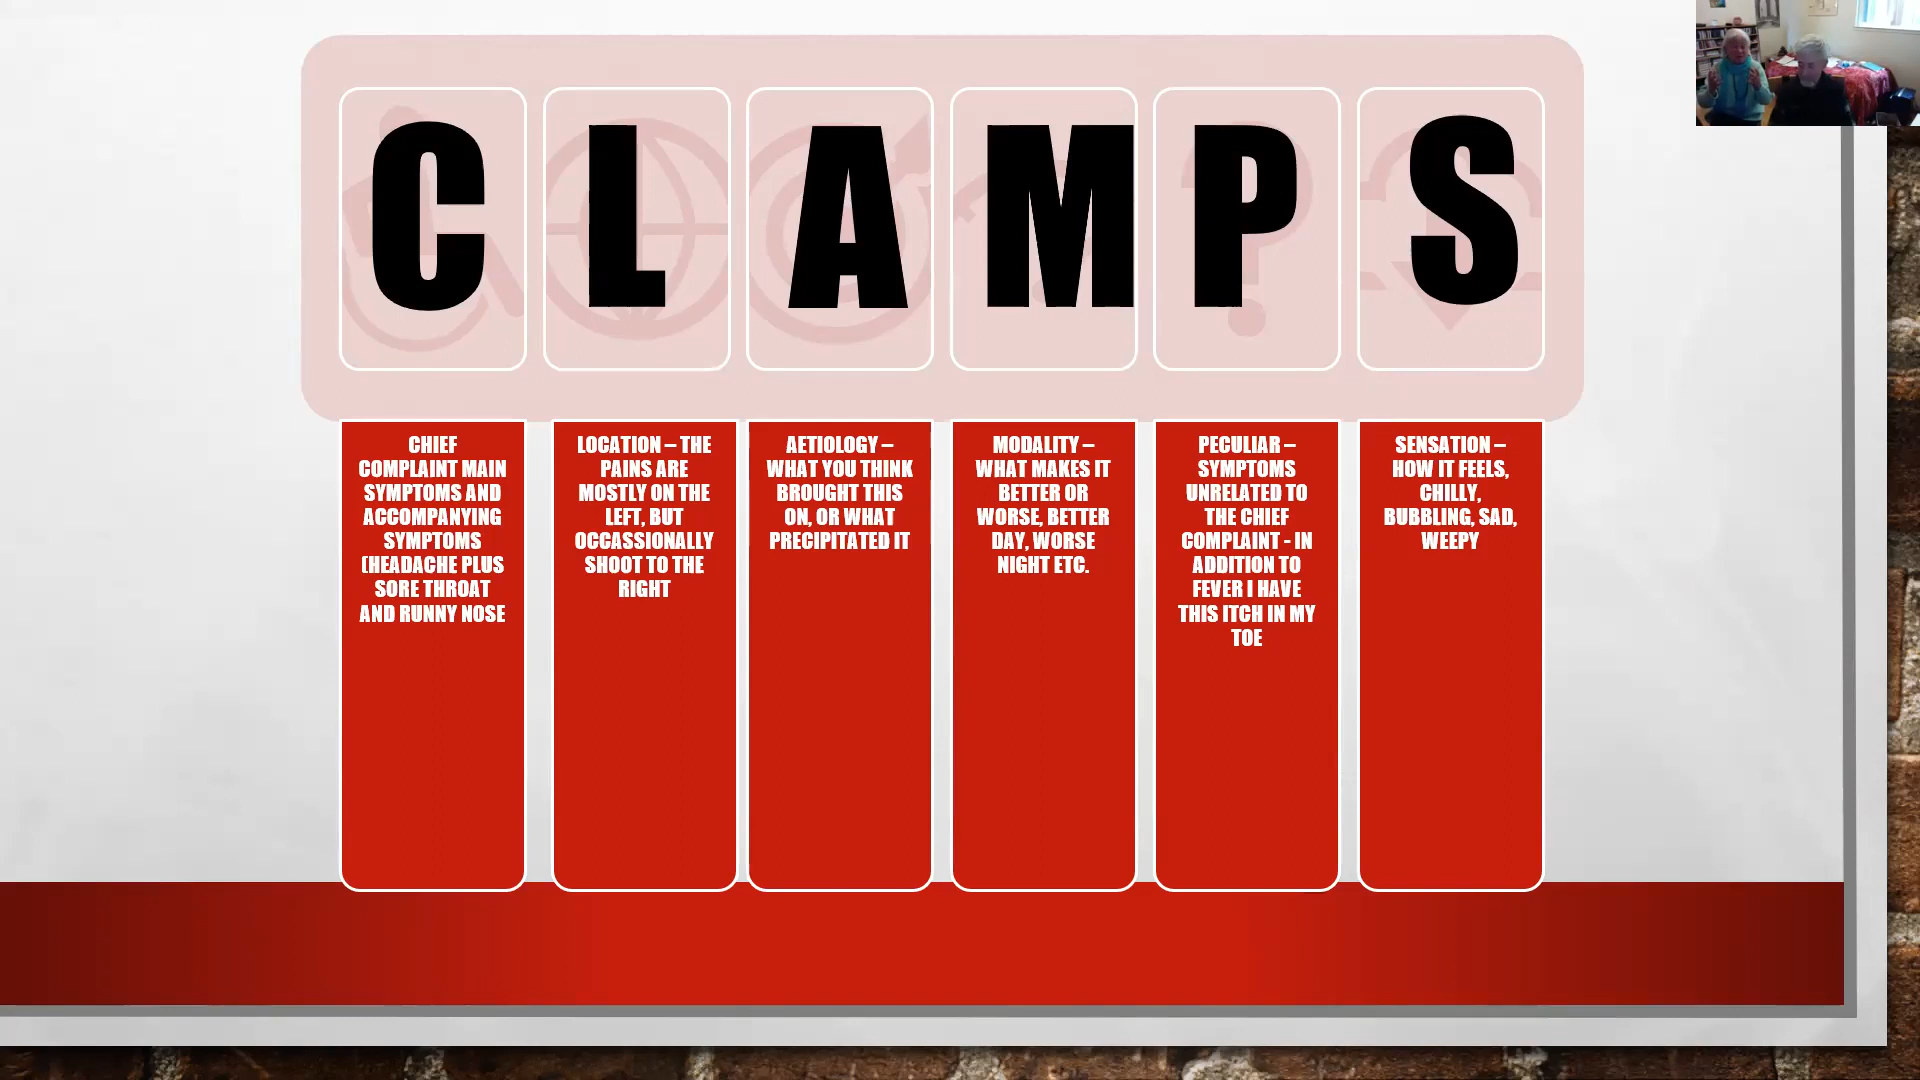 C L A M P S
CHIEF
COMPLAINT MAIN
SYMPTOMS AND
ACCOMPANYING
SYMPTOMS
(HEADACHE PLUS
SORE THROAT
AND RUNNY NOSE
LOCATION – THE
PAINS ARE
MOSTLY ON THE
LEFT, BUT
OCCASSIONALLY
SHOOT TO THE
RIGHT
AETIOLOGY –
WHAT YOU THINK
BROUGHT THIS
ON, OR WHAT
PRECIPITATED IT
MODALITY –
WHAT MAKES IT
BETTER OR
WORSE, BETTER
DAY, WORSE
NIGHT ETC.
PECULIAR –
SYMPTOMS
UNRELATED TO
THE CHIEF
COMPLAINT - IN
ADDITION TO
FEVER I HAVE
THIS ITCH IN MY
TOE
SENSATION –
HOW IT FEELS,
CHILLY,
BUBBLING, SAD,
WEEPY